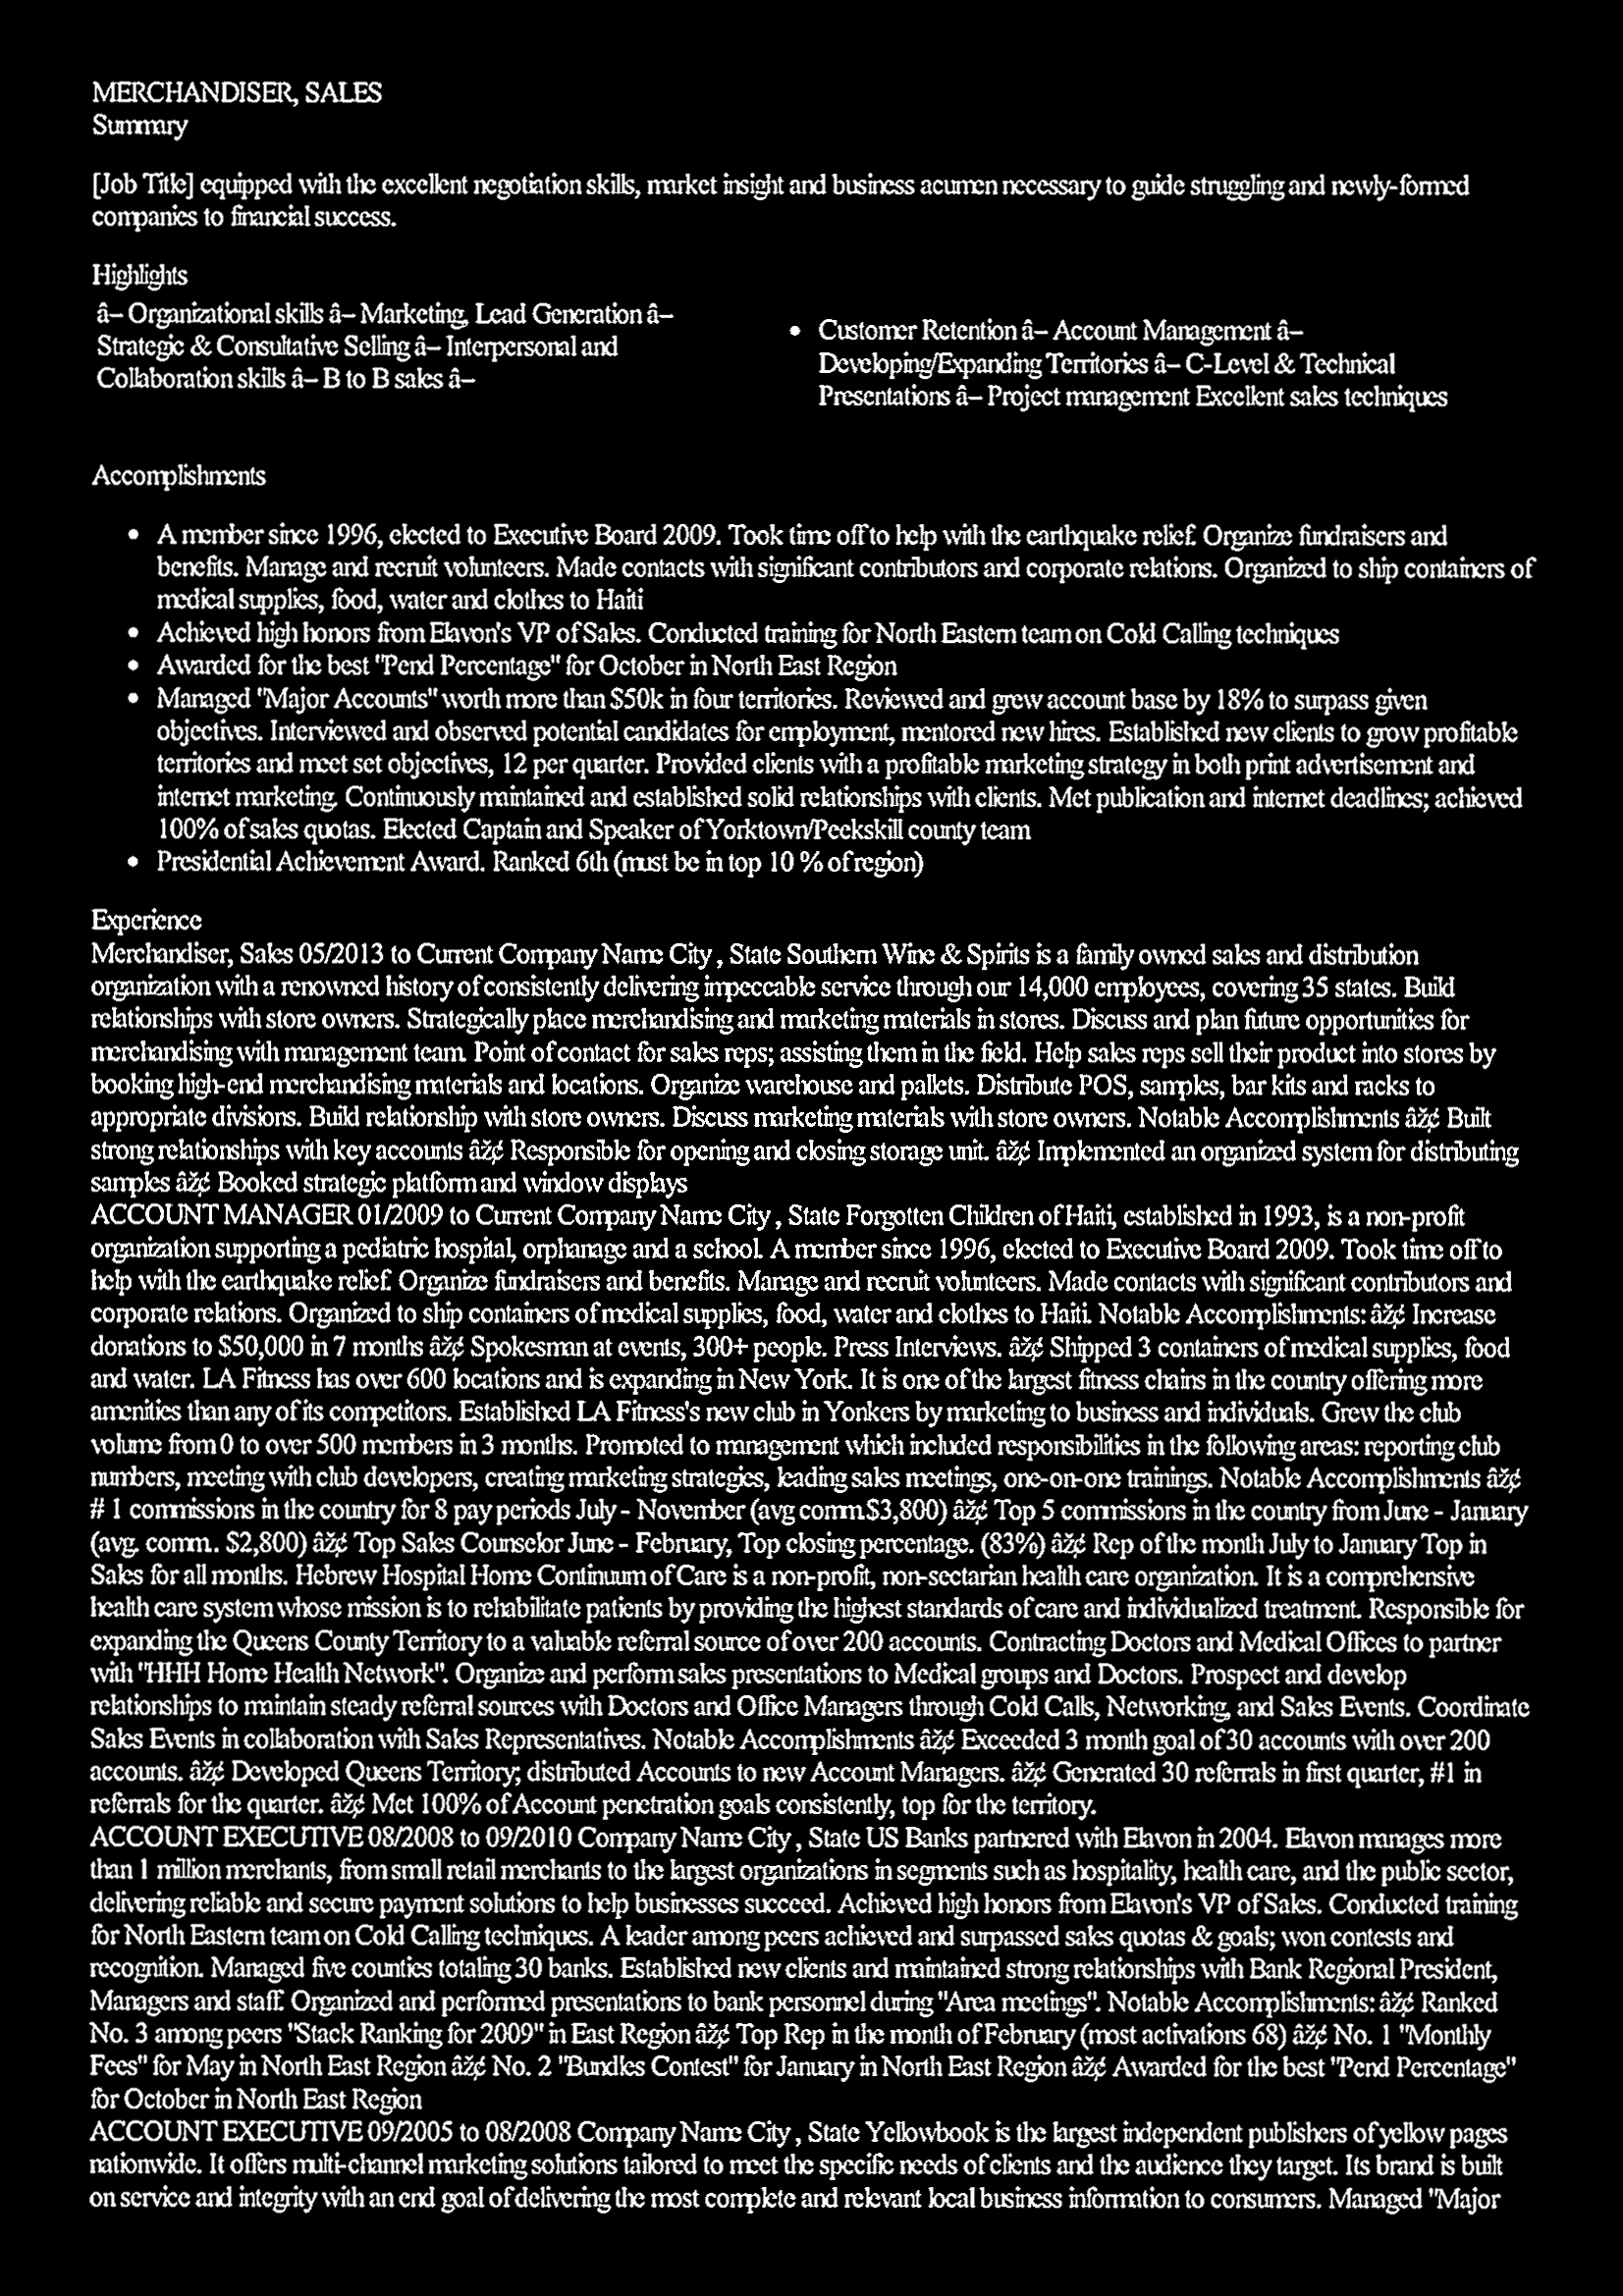 MERCHANDISER, SALES
Summary
[Job Title] equipped with the excellent negotiation skills, market insight and business acumen necessary to guide struggling and newly-formed
companies to financial success.
Highlights
â– Organizational skills â– Marketing, Lead Generation â–
Strategic & Consultative Selling â– Interpersonal and
Collaboration skills â– B to B sales â–
• Customer Retention â– Account Management â–
Developing/Expanding Territories â– C-Level & Technical
Presentations â– Project management Excellent sales techniques
Accomplishments
• A member since 1996, elected to Executive Board 2009. Took time off to help with the earthquake relief. Organize fundraisers and
benefits. Manage and recruit volunteers. Made contacts with significant contributors and corporate relations. Organized to ship containers of
medical supplies, food, water and clothes to Haiti
• Achieved high honors from Elavon's VP of Sales. Conducted training for North Eastern team on Cold Calling techniques
• Awarded for the best "Pend Percentage" for October in North East Region
• Managed "Major Accounts" worth more than $50k in four territories. Reviewed and grew account base by 18% to surpass given
objectives. Interviewed and observed potential candidates for employment, mentored new hires. Established new clients to grow profitable
territories and meet set objectives, 12 per quarter. Provided clients with a profitable marketing strategy in both print advertisement and
internet marketing. Continuously maintained and established solid relationships with clients. Met publication and internet deadlines; achieved
100% of sales quotas. Elected Captain and Speaker of Yorktown/Peekskill county team
• Presidential Achievement Award. Ranked 6th (must be in top 10 % of region)
Experience
Merchandiser, Sales 05/2013 to Current Company Name City , State Southern Wine & Spirits is a family owned sales and distribution
organization with a renowned history of consistently delivering impeccable service through our 14,000 employees, covering 35 states. Build
relationships with store owners. Strategically place merchandising and marketing materials in stores. Discuss and plan future opportunities for
merchandising with management team. Point of contact for sales reps; assisting them in the field. Help sales reps sell their product into stores by
booking high-end merchandising materials and locations. Organize warehouse and pallets. Distribute POS, samples, bar kits and racks to
appropriate divisions. Build relationship with store owners. Discuss marketing materials with store owners. Notable Accomplishments âž¢ Built
strong relationships with key accounts âž¢ Responsible for opening and closing storage unit. âž¢ Implemented an organized system for distributing
samples âž¢ Booked strategic platform and window displays
ACCOUNT MANAGER 01/2009 to Current Company Name City , State Forgotten Children of Haiti, established in 1993, is a non-profit
organization supporting a pediatric hospital, orphanage and a school. A member since 1996, elected to Executive Board 2009. Took time off to
help with the earthquake relief. Organize fundraisers and benefits. Manage and recruit volunteers. Made contacts with significant contributors and
corporate relations. Organized to ship containers of medical supplies, food, water and clothes to Haiti. Notable Accomplishments: âž¢ Increase
donations to $50,000 in 7 months âž¢ Spokesman at events, 300+ people. Press Interviews. âž¢ Shipped 3 containers of medical supplies, food
and water. LA Fitness has over 600 locations and is expanding in New York. It is one of the largest fitness chains in the country offering more
amenities than any of its competitors. Established LA Fitness's new club in Yonkers by marketing to business and individuals. Grew the club
volume from 0 to over 500 members in 3 months. Promoted to management which included responsibilities in the following areas: reporting club
numbers, meeting with club developers, creating marketing strategies, leading sales meetings, one-on-one trainings. Notable Accomplishments âž¢
# 1 commissions in the country for 8 pay periods July - November (avg comm.$3,800) âž¢ Top 5 commissions in the country from June - January
(avg. comm.. $2,800) âž¢ Top Sales Counselor June - February, Top closing percentage. (83%) âž¢ Rep of the month July to January Top in
Sales for all months. Hebrew Hospital Home Continuum of Care is a non-profit, non-sectarian health care organization. It is a comprehensive
health care system whose mission is to rehabilitate patients by providing the highest standards of care and individualized treatment. Responsible for
expanding the Queens County Territory to a valuable referral source of over 200 accounts. Contracting Doctors and Medical Offices to partner
with "HHH Home Health Network". Organize and perform sales presentations to Medical groups and Doctors. Prospect and develop
relationships to maintain steady referral sources with Doctors and Office Managers through Cold Calls, Networking, and Sales Events. Coordinate
Sales Events in collaboration with Sales Representatives. Notable Accomplishments âž¢ Exceeded 3 month goal of 30 accounts with over 200
accounts. âž¢ Developed Queens Territory; distributed Accounts to new Account Managers. âž¢ Generated 30 referrals in first quarter, #1 in
referrals for the quarter. âž¢ Met 100% of Account penetration goals consistently, top for the territory.
ACCOUNT EXECUTIVE 08/2008 to 09/2010 Company Name City , State US Banks partnered with Elavon in 2004. Elavon manages more
than 1 million merchants, from small retail merchants to the largest organizations in segments such as hospitality, health care, and the public sector,
delivering reliable and secure payment solutions to help businesses succeed. Achieved high honors from Elavon's VP of Sales. Conducted training
for North Eastern team on Cold Calling techniques. A leader among peers achieved and surpassed sales quotas & goals; won contests and
recognition. Managed five counties totaling 30 banks. Established new clients and maintained strong relationships with Bank Regional President,
Managers and staff. Organized and performed presentations to bank personnel during "Area meetings". Notable Accomplishments: âž¢ Ranked
No. 3 among peers "Stack Ranking for 2009" in East Region âž¢ Top Rep in the month of February (most activations 68) âž¢ No. 1 "Monthly
Fees" for May in North East Region âž¢ No. 2 "Bundles Contest" for January in North East Region âž¢ Awarded for the best "Pend Percentage"
for October in North East Region
ACCOUNT EXECUTIVE 09/2005 to 08/2008 Company Name City , State Yellowbook is the largest independent publishers of yellow pages
nationwide. It offers multi-channel marketing solutions tailored to meet the specific needs of clients and the audience they target. Its brand is built
on service and integrity with an end goal of delivering the most complete and relevant local business information to consumers. Managed "Major